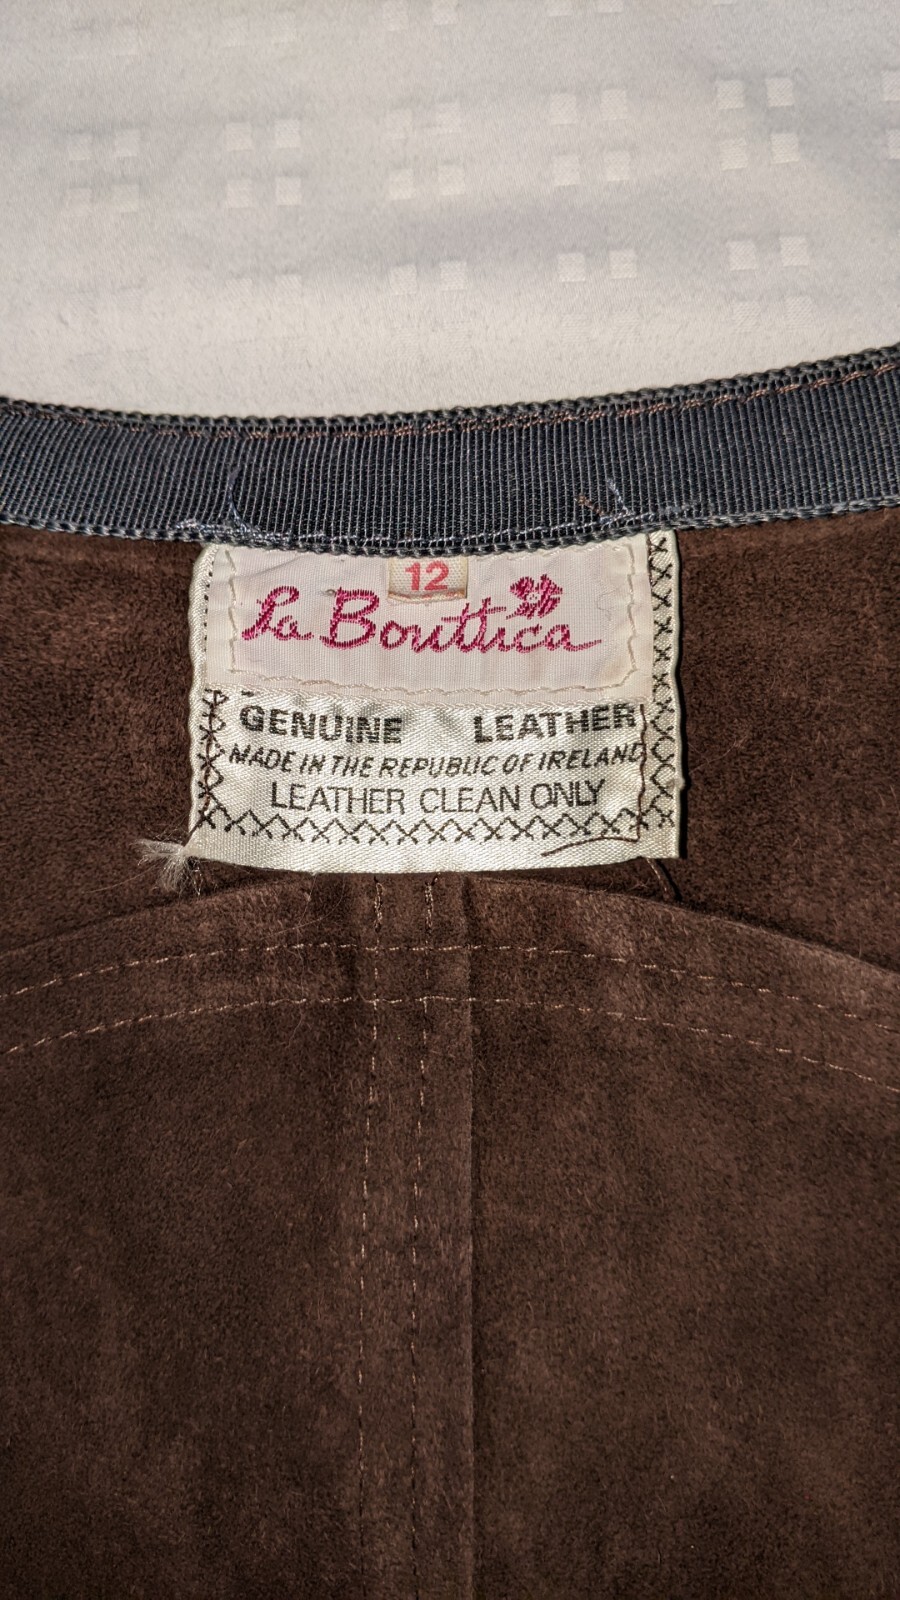 12
La Bouttica
GENUINE LEATHER
MADE IN THE REPUBLIC OF IRELAND
LEATHER CLEAN ONLY